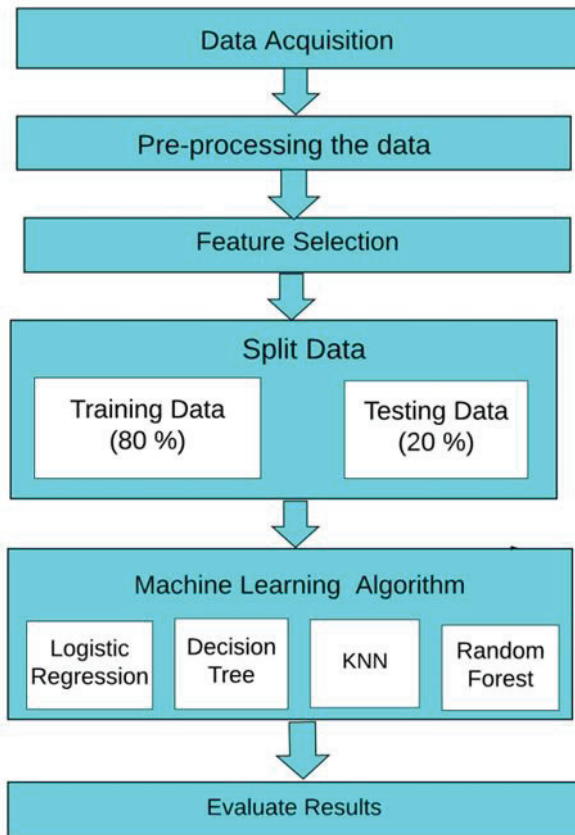 Data Acquisition
Pre-processing the data
Feature Selection
Split Data
Training Data
(80 %)
Testing Data
(20 %)
Machine Learning Algorithm
Logistic
Regression
Decision
Tree
KNN
Random
Forest
Evaluate Results